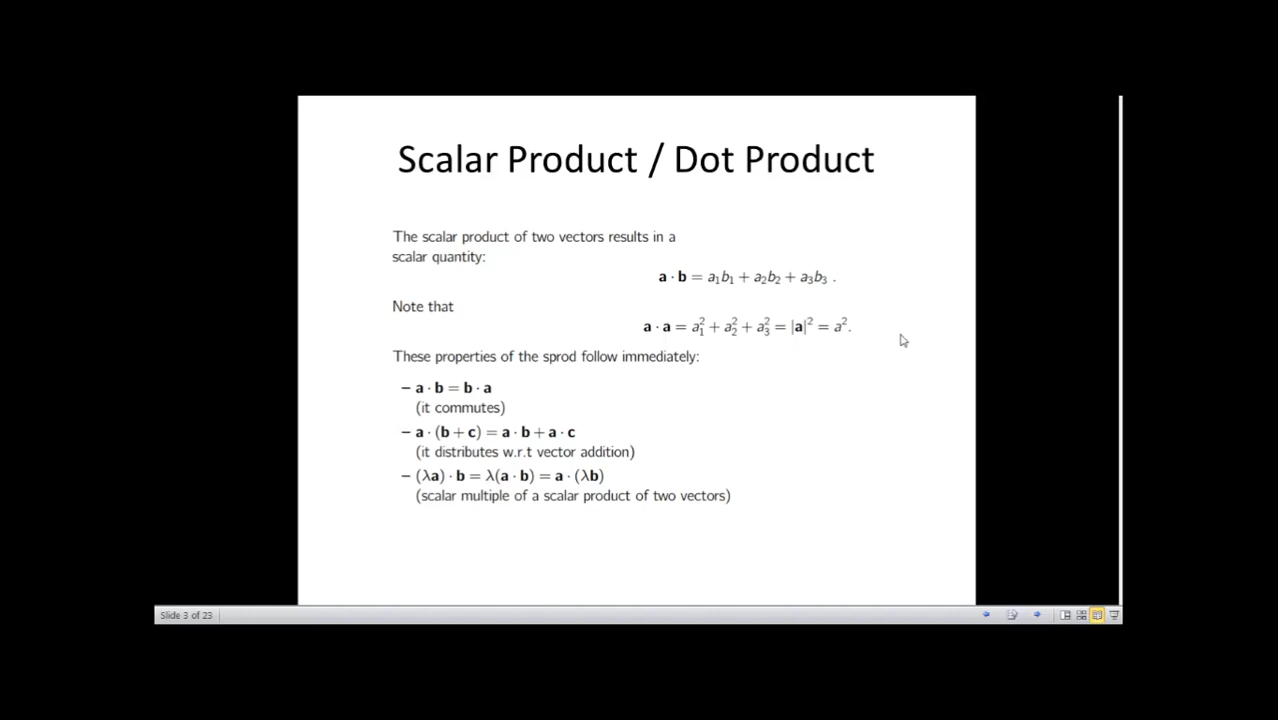 Scalar Product / Dot Product
The scalar product of two vectors results in a
scalar quantity:
a · b = a₁b₁ + a₂b₂ + a₃b₃ .
Note that
a · a = a₁² + a₂² + a₃² = |a|² = a².
These properties of the sprod follow immediately:
– a · b = b · a
(it commutes)
– a · (b + c) = a · b + a · c
(it distributes w.r.t vector addition)
– (λa) · b = λ(a · b) = a · (λb)
(scalar multiple of a scalar product of two vectors)
Slide 3 of 23